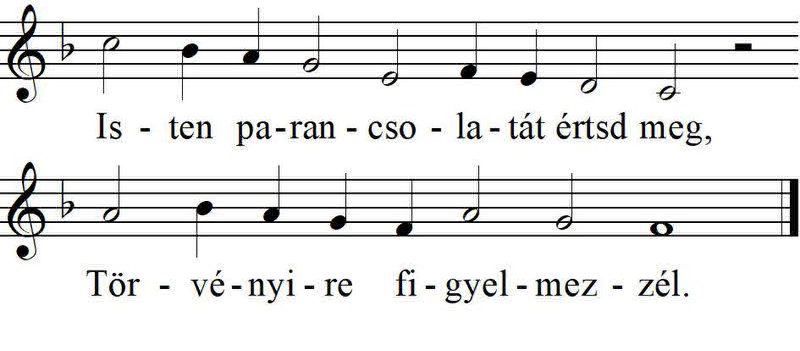 Is - ten pa-ran - cso - la-tát értsd meg,
Tör - vé-nyi-re fi-gyel-mez - zél.